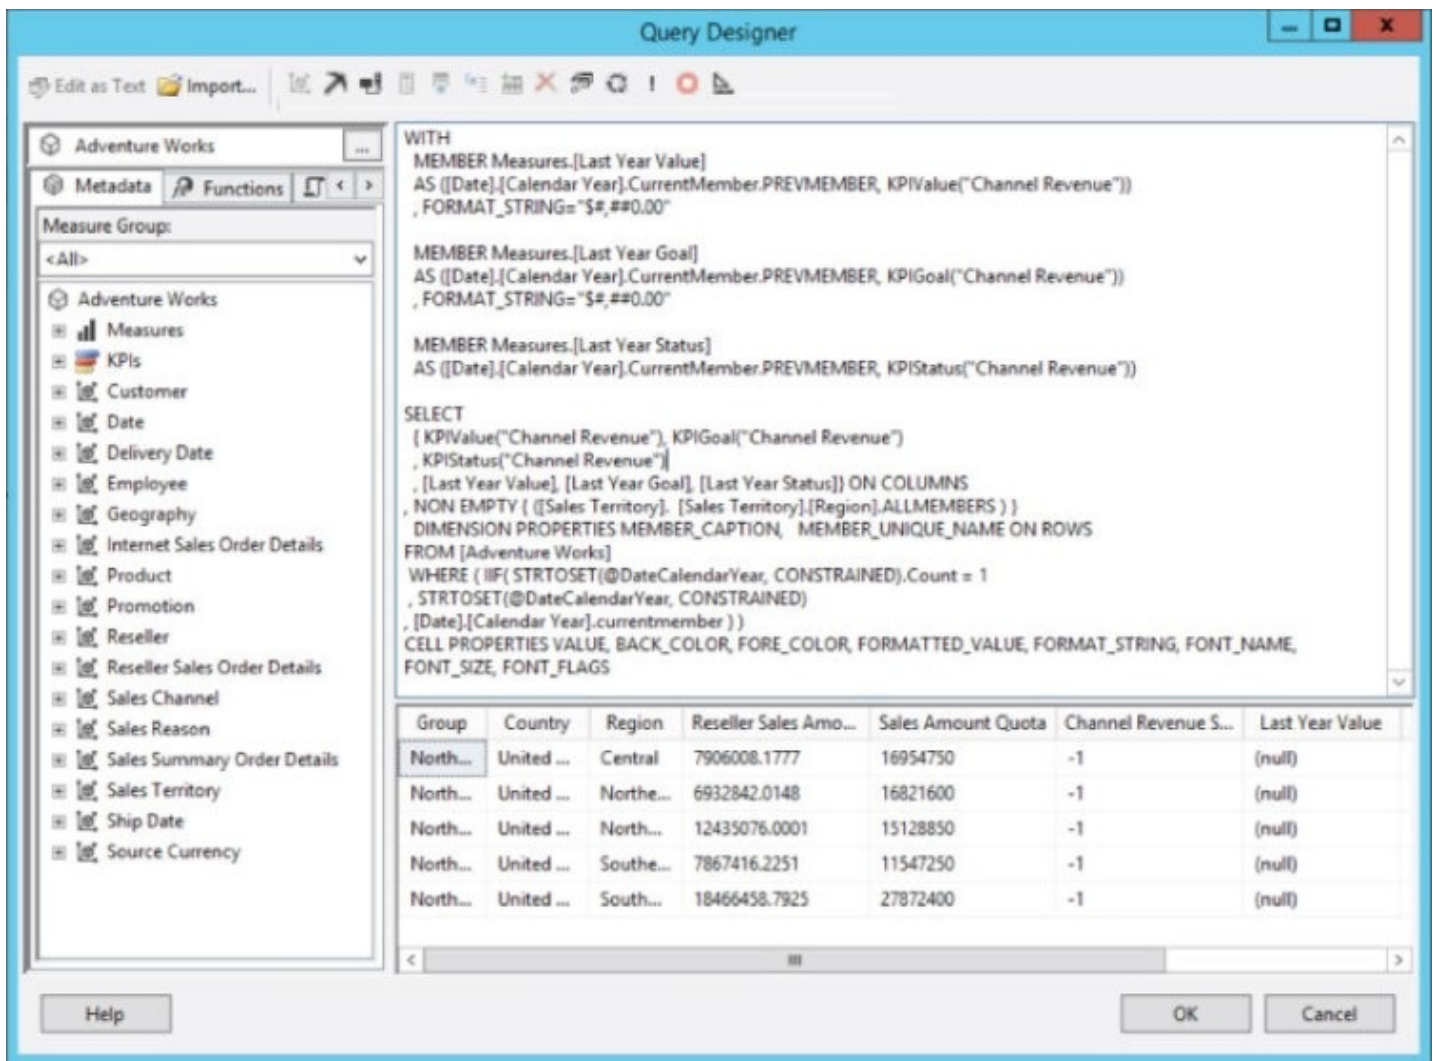 Query Designer
Edit as Text Import...
Adventure Works ...
Metadata Functions
Measure Group:
<All>
Adventure Works
Measures
KPIs
Customer
Date
Delivery Date
Employee
Geography
Internet Sales Order Details
Product
Promotion
Reseller
Reseller Sales Order Details
Sales Channel
Sales Reason
Sales Summary Order Details
Sales Territory
Ship Date
Source Currency
WITH
MEMBER Measures.[Last Year Value]
AS ([Date].[Calendar Year].CurrentMember.PREVMEMBER, KPIValue("Channel Revenue"))
, FORMAT_STRING="$#,##0.00"
MEMBER Measures.[Last Year Goal]
AS ([Date].[Calendar Year].CurrentMember.PREVMEMBER, KPIGoal("Channel Revenue"))
, FORMAT_STRING="$#,##0.00"
MEMBER Measures.[Last Year Status]
AS ([Date].[Calendar Year].CurrentMember.PREVMEMBER, KPIStatus("Channel Revenue"))
SELECT
{ KPIValue("Channel Revenue"), KPIGoal("Channel Revenue")
, KPIStatus("Channel Revenue")
, [Last Year Value], [Last Year Goal], [Last Year Status]} ON COLUMNS
, NON EMPTY { ([Sales Territory]. [Sales Territory].[Region].ALLMEMBERS ) }
DIMENSION PROPERTIES MEMBER_CAPTION, MEMBER_UNIQUE_NAME ON ROWS
FROM [Adventure Works]
WHERE ( IIF( STRTOSET(@DateCalendarYear, CONSTRAINED).Count = 1
, STRTOSET(@DateCalendarYear, CONSTRAINED)
, [Date].[Calendar Year].currentmember ) )
CELL PROPERTIES VALUE, BACK_COLOR, FORE_COLOR, FORMATTED_VALUE, FORMAT_STRING, FONT_NAME,
FONT_SIZE, FONT_FLAGS
Group Country Region Reseller Sales Amo... Sales Amount Quota Channel Revenue S... Last Year Value
North... United ... Central 7906008.1777 16954750 -1 (null)
North... United ... Northe... 6932842.0148 16821600 -1 (null)
North... United ... North... 12435076.0001 15128850 -1 (null)
North... United ... Southe... 7867416.2251 11547250 -1 (null)
North... United ... South... 18466458.7925 27872400 -1 (null)
Help OK Cancel